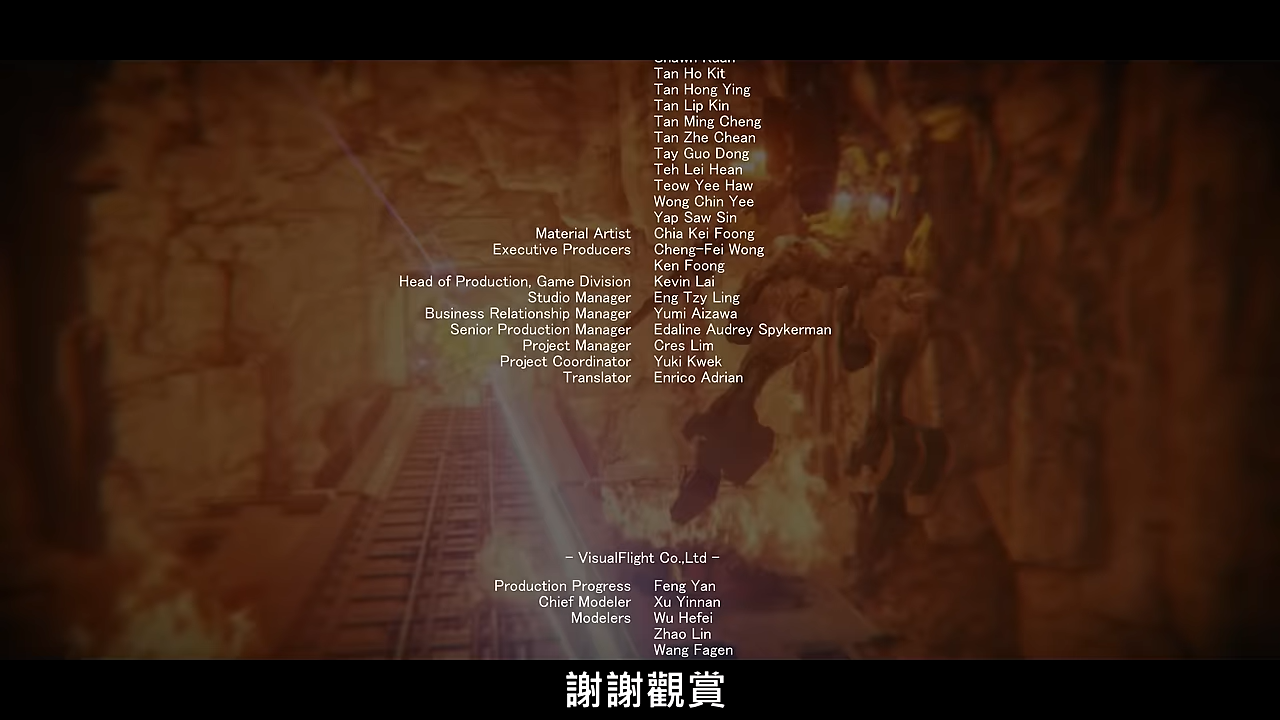 Tan Ho Kit
Tan Hong Ying
Tan Lip Kin
Tan Ming Cheng
Tan Zhe Chean
Tay Guo Dong
Teh Lei Hean
Teow Yee Haw
Wong Chin Yee
Yap Saw Sin
Material Artist Chia Kei Foong
Executive Producers Cheng-Fei Wong
Ken Foong
Head of Production, Game Division Kevin Lai
Studio Manager Eng Tzy Ling
Business Relationship Manager Yumi Aizawa
Senior Production Manager Edaline Audrey Spykerman
Project Manager Cres Lim
Project Coordinator Yuki Kwek
Translator Enrico Adrian
- VisualFlight Co.,Ltd -
Production Progress Feng Yan
Chief Modeler Xu Yinnan
Modelers Wu Hefei
Zhao Lin
Wang Fagen
謝謝觀賞